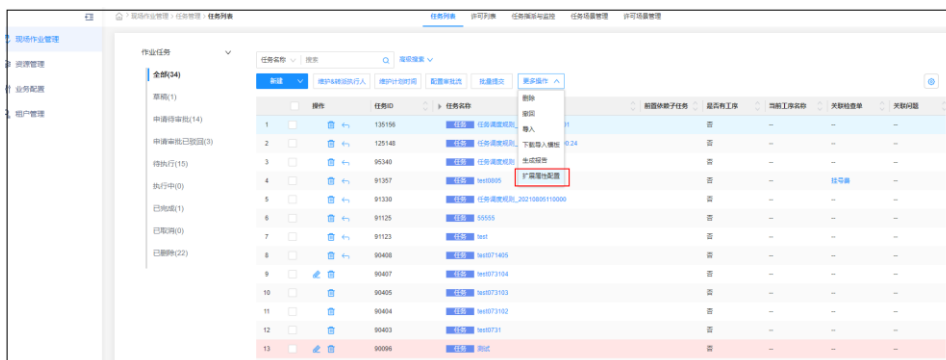 现场作业管理 > 任务管理 > 任务列表
任务列表 许可列表 任务插派与监控 任务场景管理 许可场景管理
现场作业管理
资源管理
业务配置
租户管理
作业任务
全部(34)
草稿(1)
申请待审批(14)
申请审批已驳回(3)
待执行(15)
执行中(0)
已完成(1)
已取消(0)
已删除(22)
任务名称 搜索 高级搜索
新建 维护&转派执行人 维护计划时间 配置审批流 批量提交 更多操作
删除
撤回
导入
下载导入模板
生成报告
扩展属性配置
操作 任务ID 任务名称 前置依赖子任务 是否有工序 当前工序名称 关联检查单 关联问题
1 135156 任务 任务调度规则_ 01 否 -- -- --
2 125148 任务 任务调度规则_ 0:24 否 -- -- --
3 95340 任务 任务调度规则_ 否 -- -- --
4 91357 任务 test0805 否 -- 挂号善 --
5 91330 任务 任务调度规则_20210805110000 否 -- -- --
6 91125 任务 55555 否 -- -- --
7 91123 任务 test 否 -- -- --
8 90408 任务 test071405 否 -- -- --
9 90407 任务 test073104 否 -- -- --
10 90405 任务 test073103 否 -- -- --
11 90404 任务 test073102 否 -- -- --
12 90403 任务 test0731 否 -- -- --
13 90096 任务 测试 否 -- -- --